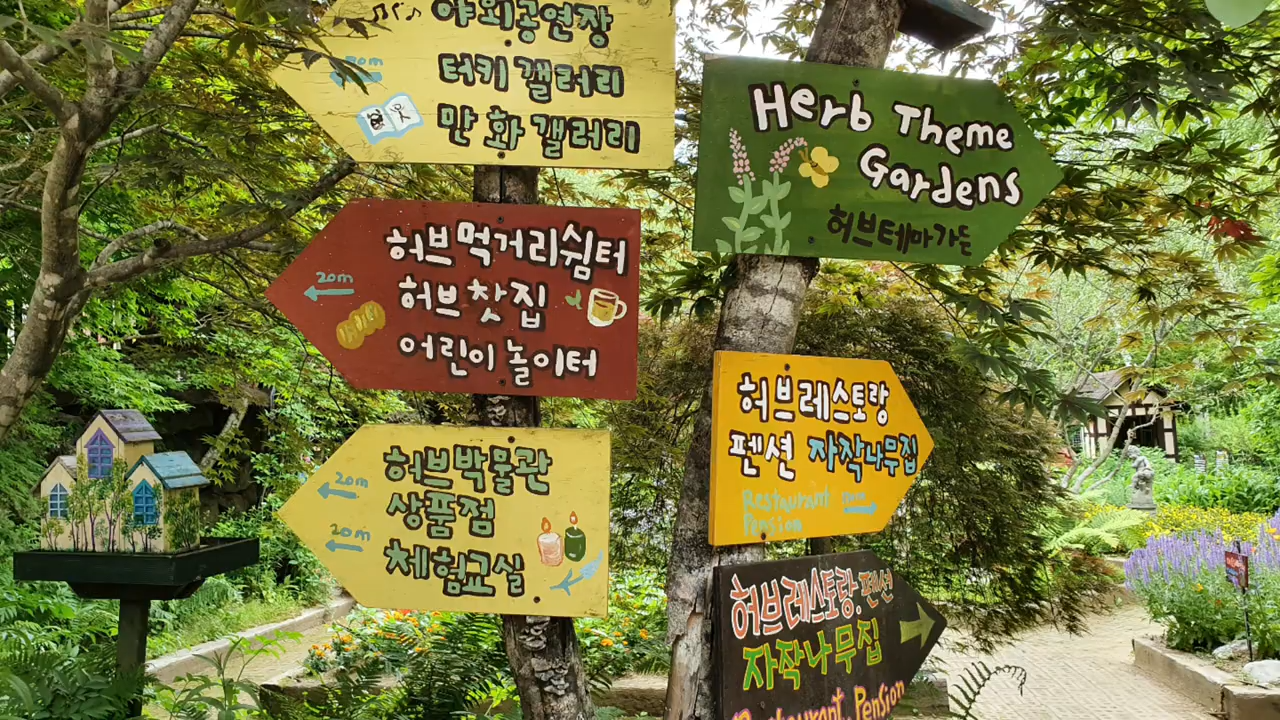 야외공연장
터키 갤러리
만화갤러리
허브먹거리쉼터
20m
허브찻집
어린이놀이터
허브박물관
20m
상품점
20m
체험교실
Herb Theme
Gardens
허브테마가든
허브레스토랑
펜션 자작나무집
Restaurant
Pension
허브레스토랑, 펜션
자작나무집
Restaurant, Pension